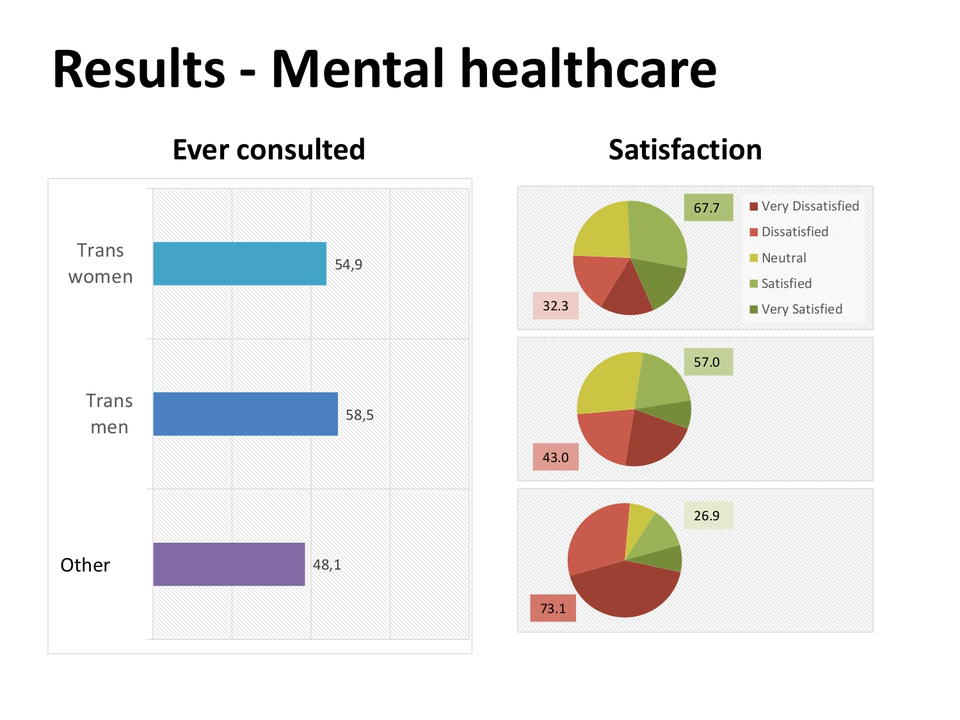 Results - Mental healthcare
Ever consulted
Trans
women
54,9
Trans
men
58,5
Other
48,1
Satisfaction
67.7
32.3
Very Dissatisfied
Dissatisfied
Neutral
Satisfied
Very Satisfied
57.0
43.0
26.9
73.1